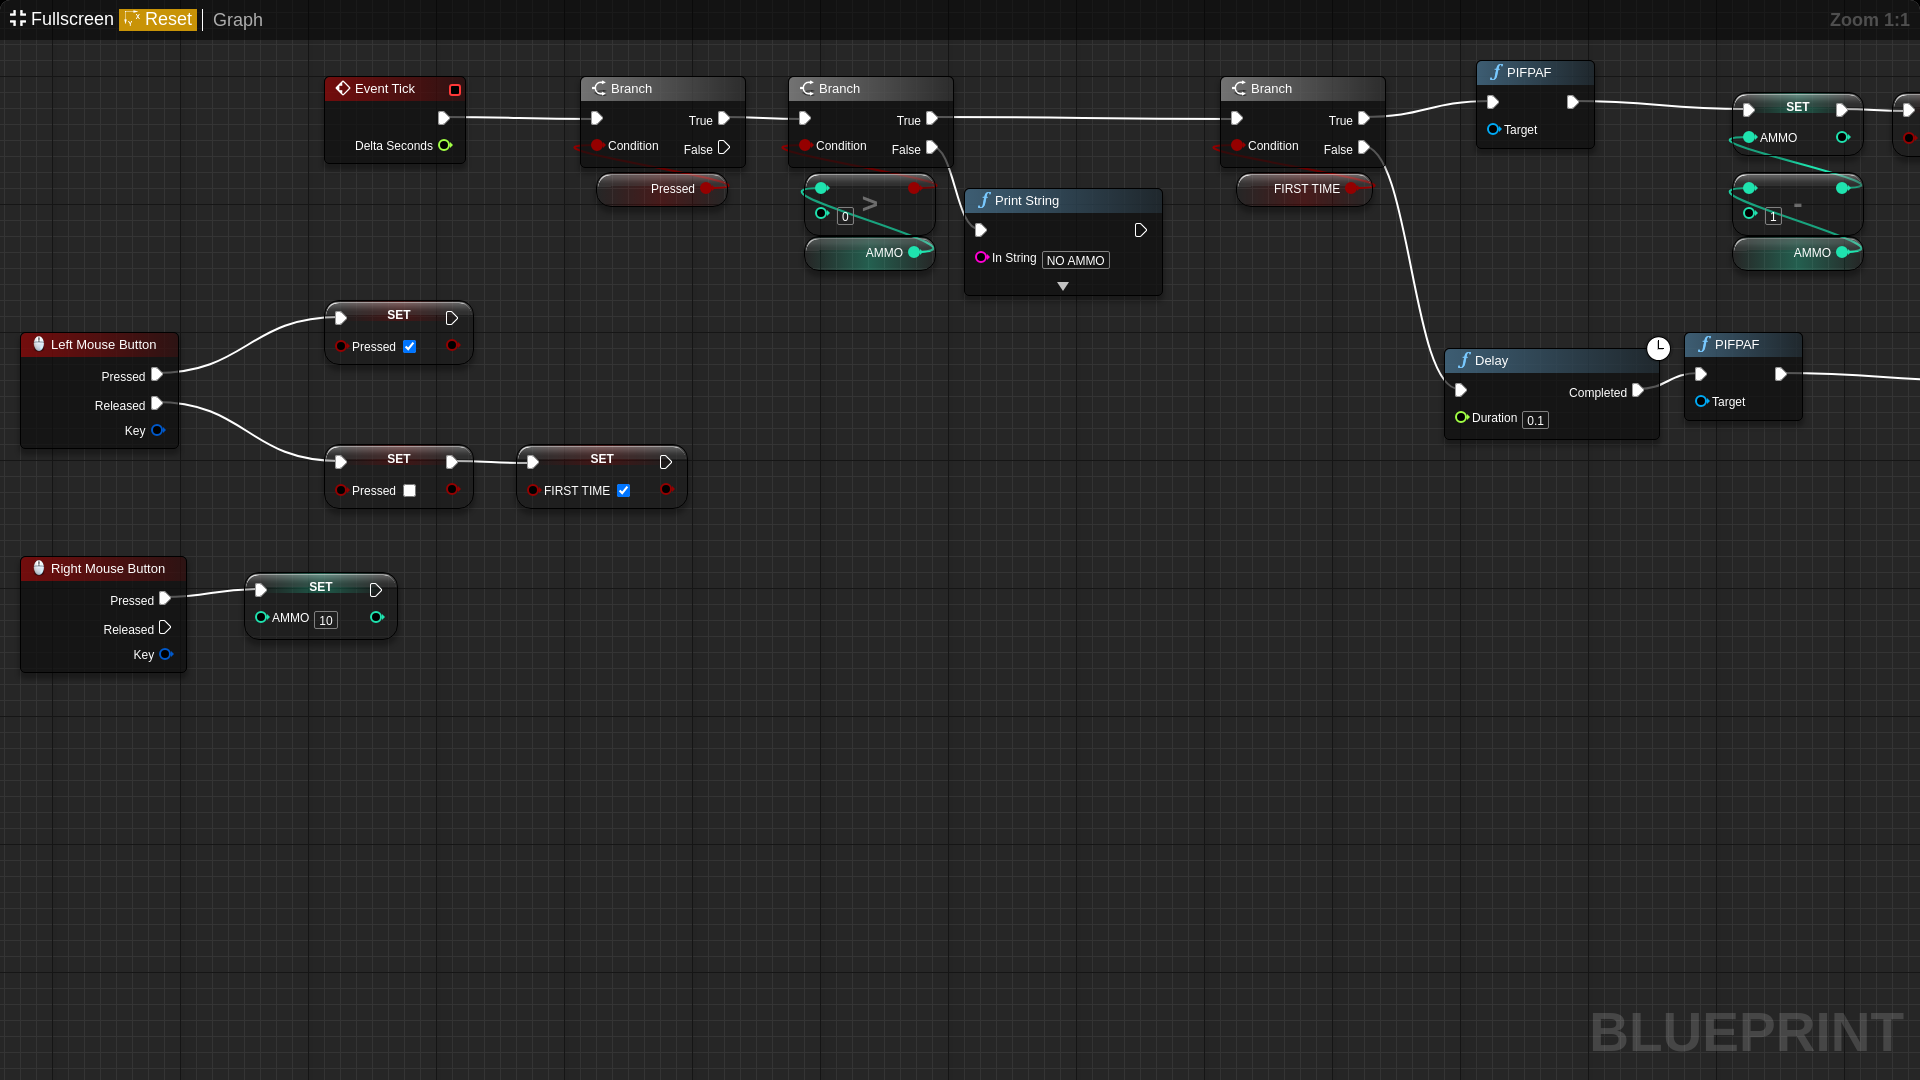 Fullscreen Reset Graph Zoom 1:1
Event Tick
Delta Seconds
Branch
True
Condition
False
Pressed
Branch
True
Condition
False
0
>
AMMO
Print String
In String NO AMMO
Branch
True
Condition
False
FIRST TIME
PIFPAF
Target
SET
AMMO
1
-
AMMO
Delay
Completed
Duration 0.1
PIFPAF
Target
Left Mouse Button
Pressed
Released
Key
SET
Pressed
SET
Pressed
SET
FIRST TIME
Right Mouse Button
Pressed
Released
Key
SET
AMMO 10
BLUEPRINT